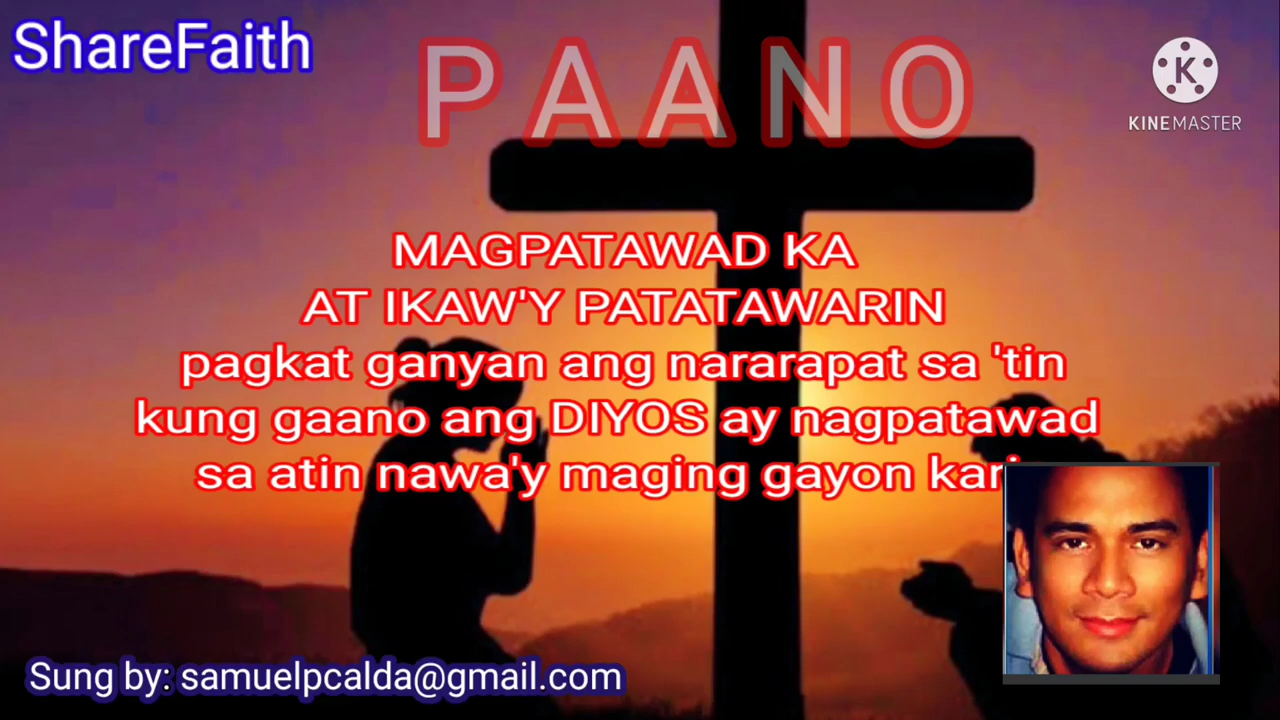 ShareFaith
PAANO
KINEMASTER
MAGPATAWAD KA
AT IKAW'Y PATATAWARIN
pagkat ganyan ang nararapat sa 'tin
kung gaano ang DIYOS ay nagpatawad
sa atin nawa'y maging gayon
Sung by: samuelpcalda@gmail.com